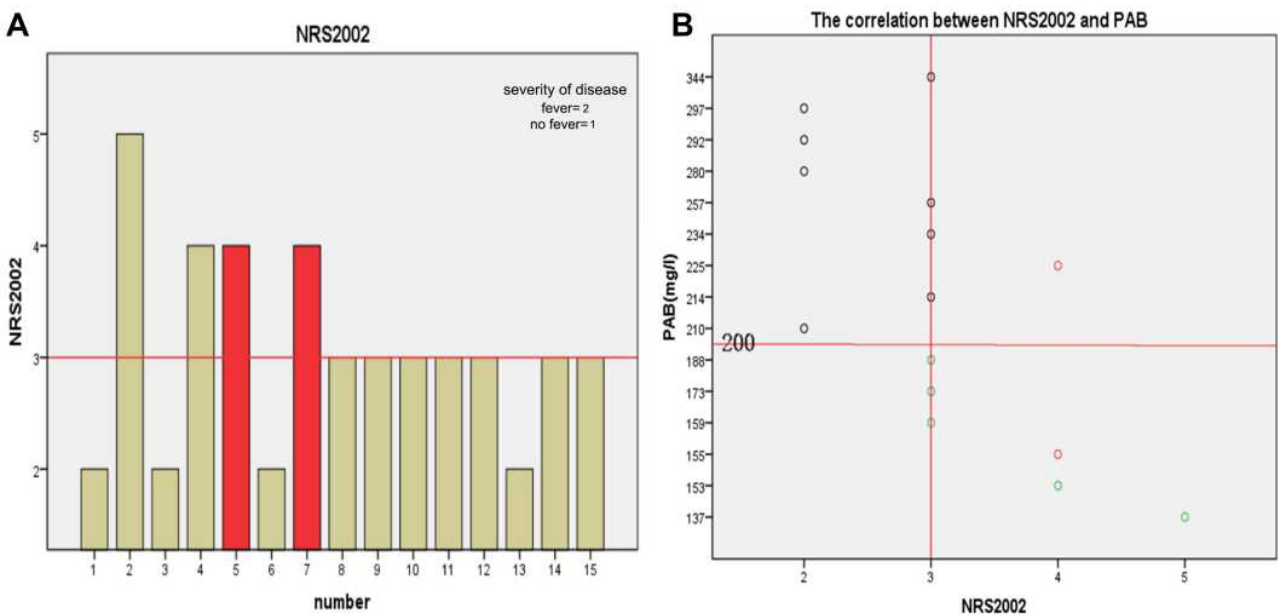 A
NRS2002
severity of disease
fever=2
no fever=1
5
4
3
2
NRS2002
1 2 3 4 5 6 7 8 9 10 11 12 13 14 15
number
B
The correlation between NRS2002 and PAB
344
297
292
280
257
234
225
214
210
200
188
173
159
155
153
137
PAB(mg/l)
2 3 4 5
NRS2002